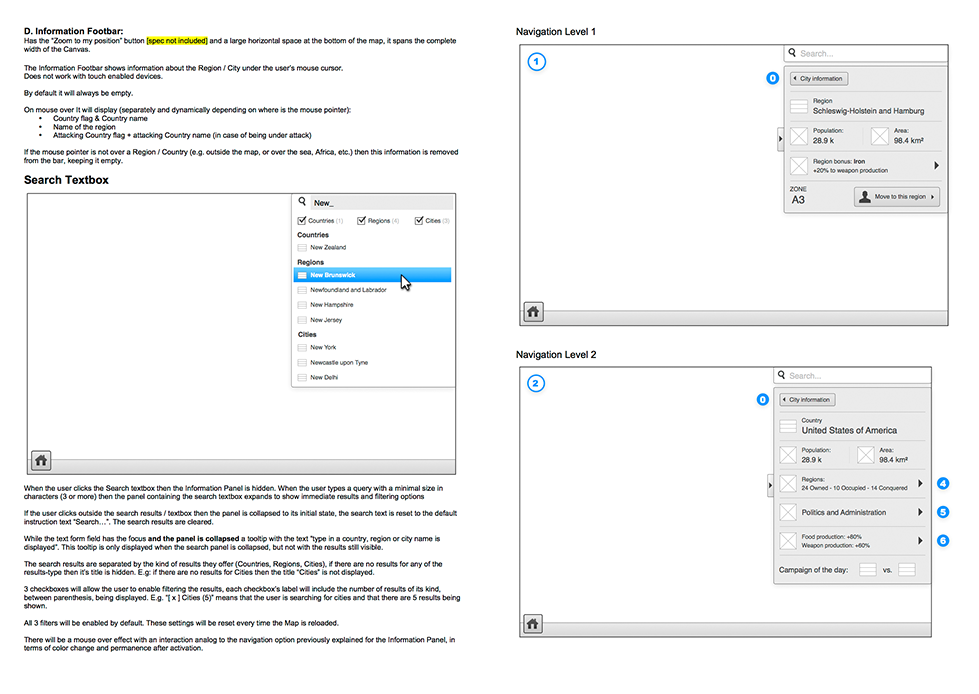 D. Information Footbar:
Has the "Zoom to my position" button [spec not included] and a large horizontal space at the bottom of the map, it spans the complete
width of the Canvas.
The Information Footbar shows information about the Region / City under the user's mouse cursor.
Does not work with touch enabled devices.
By default it will always be empty.
On mouse over It will display (separately and dynamically depending on where is the mouse pointer):
• Country flag & Country name
• Name of the region
• Attacking Country flag + attacking Country name (in case of being under attack)
If the mouse pointer is not over a Region / Country (e.g. outside the map, or over the sea, Africa, etc.) then this information is removed
from the bar, keeping it empty.
Search Textbox
New_
Countries (1) Regions (4) Cities (3)
Countries
New Zealand
Regions
New Brunswick
Newfoundland and Labrador
New Hampshire
New Jersey
Cities
New York
Newcastle upon Tyne
New Delhi
When the user clicks the Search textbox then the Information Panel is hidden. When the user types a query with a minimal size in
characters (3 or more) then the panel containing the search textbox expands to show immediate results and filtering options
If the user clicks outside the search results / textbox then the panel is collapsed to its initial state, the search text is reset to the default
instruction text "Search…". The search results are cleared.
While the text form field has the focus and the panel is collapsed a tooltip with the text "type in a country, region or city name is
displayed". This tooltip is only displayed when the search panel is collapsed, but not with the results still visible.
The search results are separated by the kind of results they offer (Countries, Regions, Cities), if there are no results for any of the
results-type then it's title is hidden. E.g: if there are no results for Cities then the title "Cities" is not displayed.
3 checkboxes will allow the user to enable filtering the results, each checkbox's label will include the number of results of its kind,
between parenthesis, being displayed. E.g. "[ x ] Cities (5)" means that the user is searching for cities and that there are 5 results being
shown.
All 3 filters will be enabled by default. These settings will be reset every time the Map is reloaded.
There will be a mouse over effect with an interaction analog to the navigation option previously explained for the Information Panel, in
terms of color change and permanence after activation.
Navigation Level 1
1
Search...
0
City information
Region
Schleswig-Holstein and Hamburg
Population: Area:
28.9 k 98.4 km²
Region bonus: Iron
+20% to weapon production
ZONE
A3
Move to this region
Navigation Level 2
2
Search...
0
City information
Country
United States of America
Population: Area:
28.9 k 98.4 km²
Regions:
24 Owned - 10 Occupied - 14 Conquered
4
Politics and Administration
5
Food production: +80%
Weapon production: +60%
6
Campaign of the day: vs.